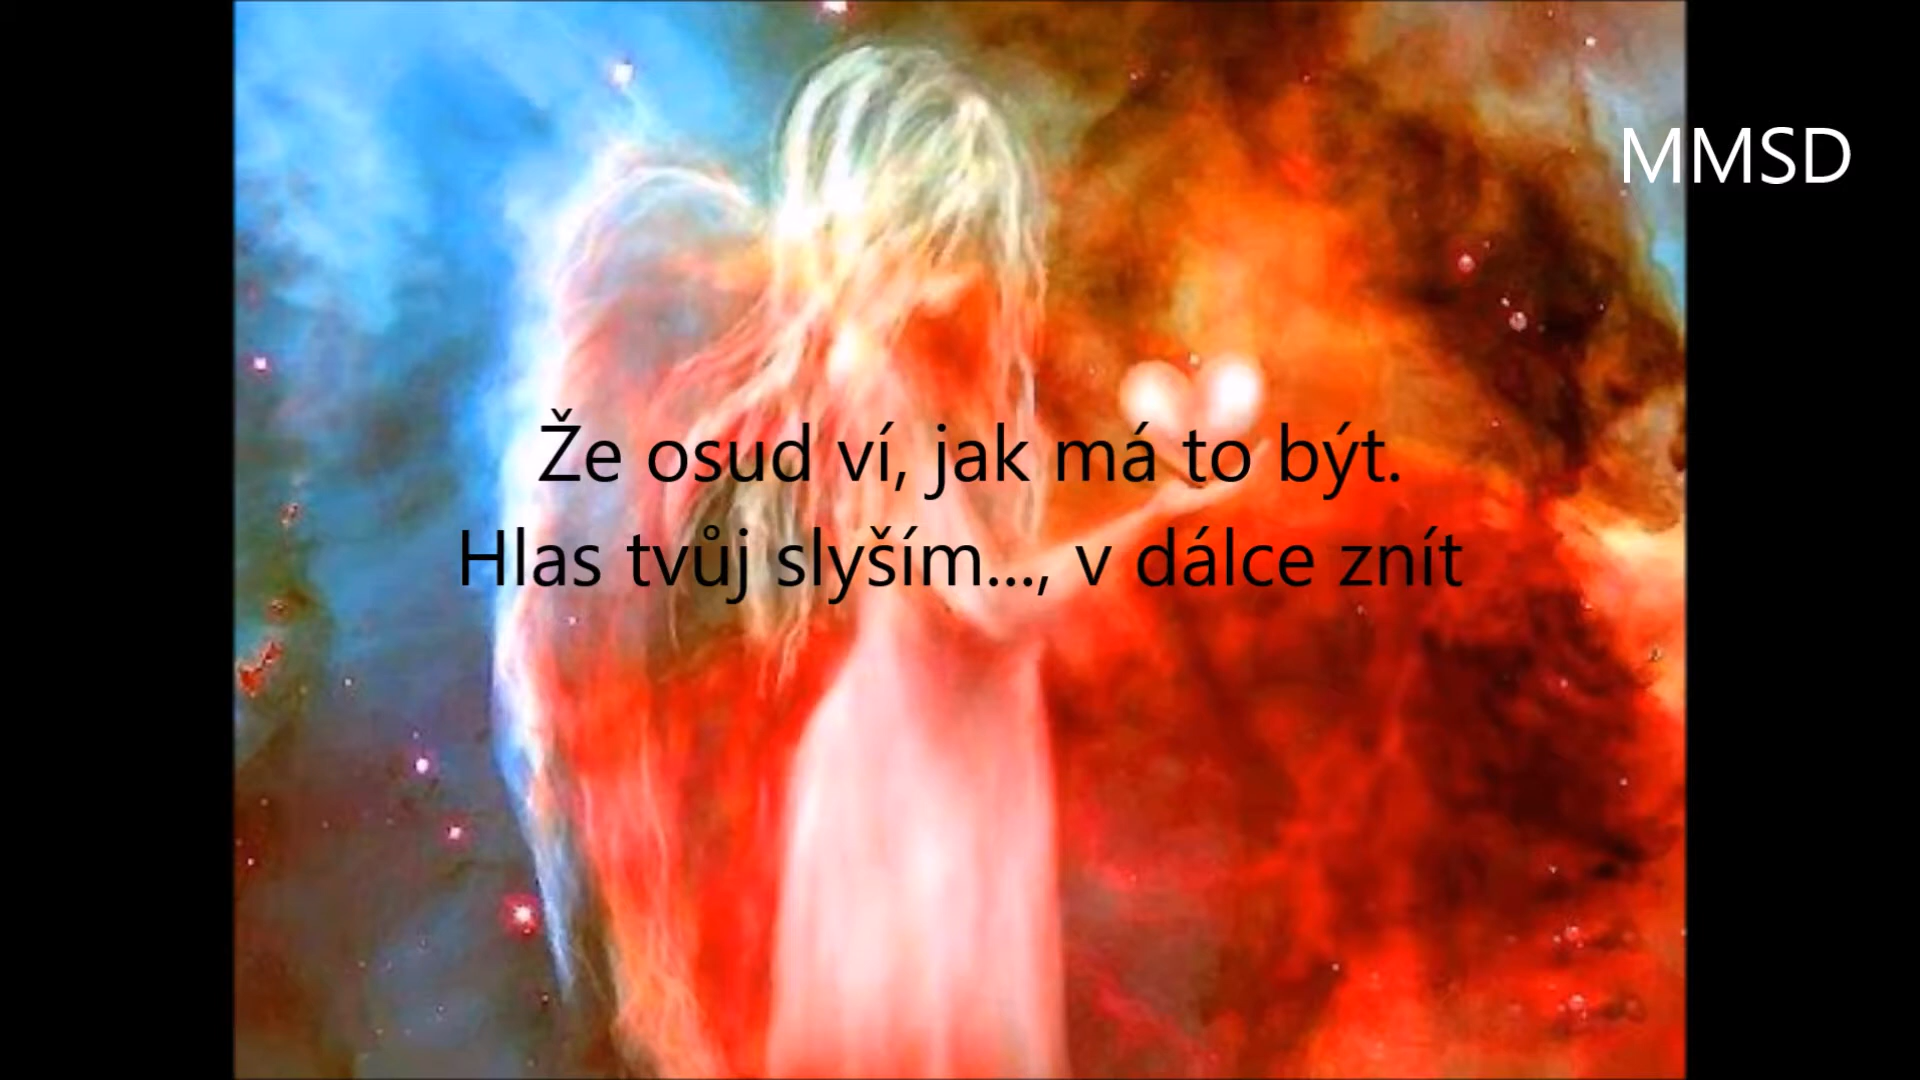 MMSD
Že osud ví, jak má to být.
Hlas tvůj slyším..., v dálce znít